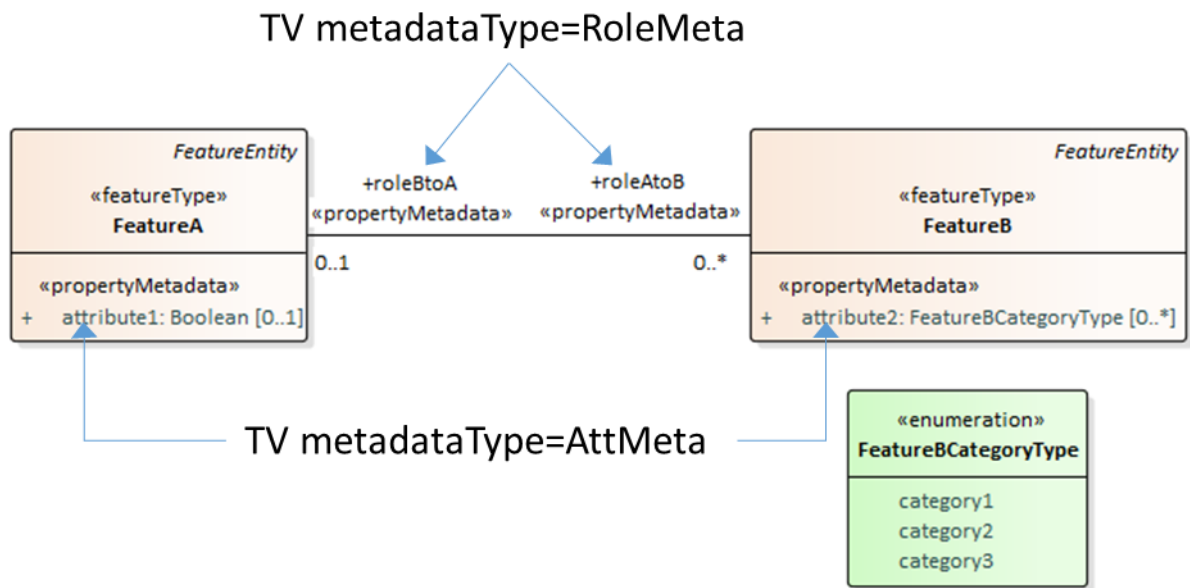 TV metadataType=RoleMeta
FeatureEntity
«featureType»
FeatureA
«propertyMetadata»
+ attribute1: Boolean [0..1]
+roleBtoA
«propertyMetadata»
0..1
+roleAtoB
«propertyMetadata»
0..*
FeatureEntity
«featureType»
FeatureB
«propertyMetadata»
+ attribute2: FeatureBCategoryType [0..*]
TV metadataType=AttMeta
«enumeration»
FeatureBCategoryType
category1
category2
category3